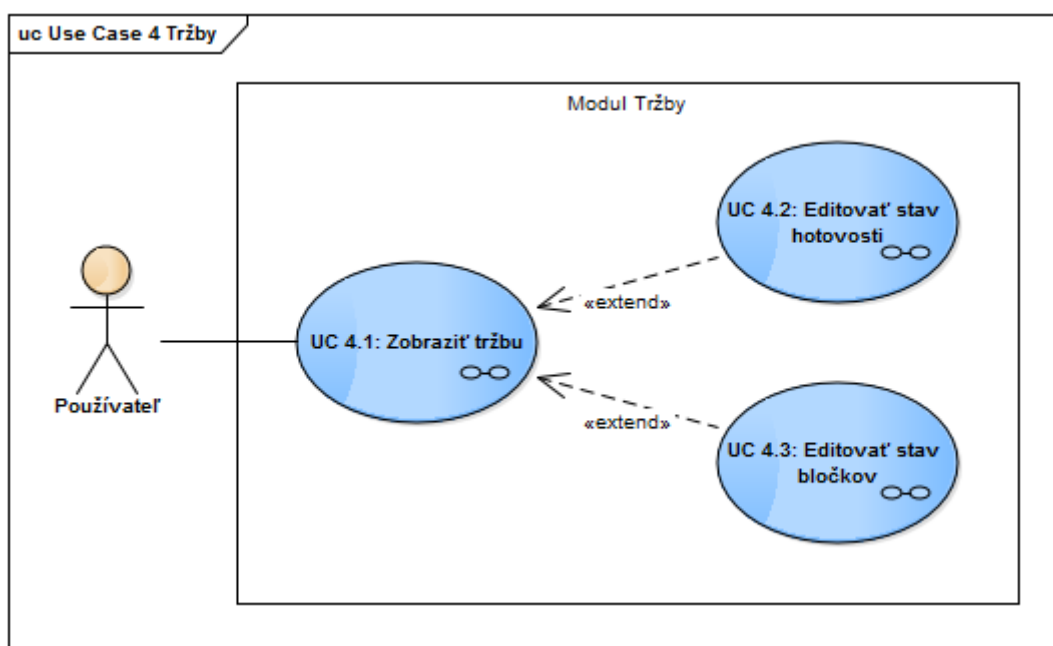 uc Use Case 4 Tržby
Modul Tržby
UC 4.2: Editovať stav
hotovosti
«extend»
UC 4.1: Zobraziť tržbu
Používateľ
«extend»
UC 4.3: Editovať stav
bločkov